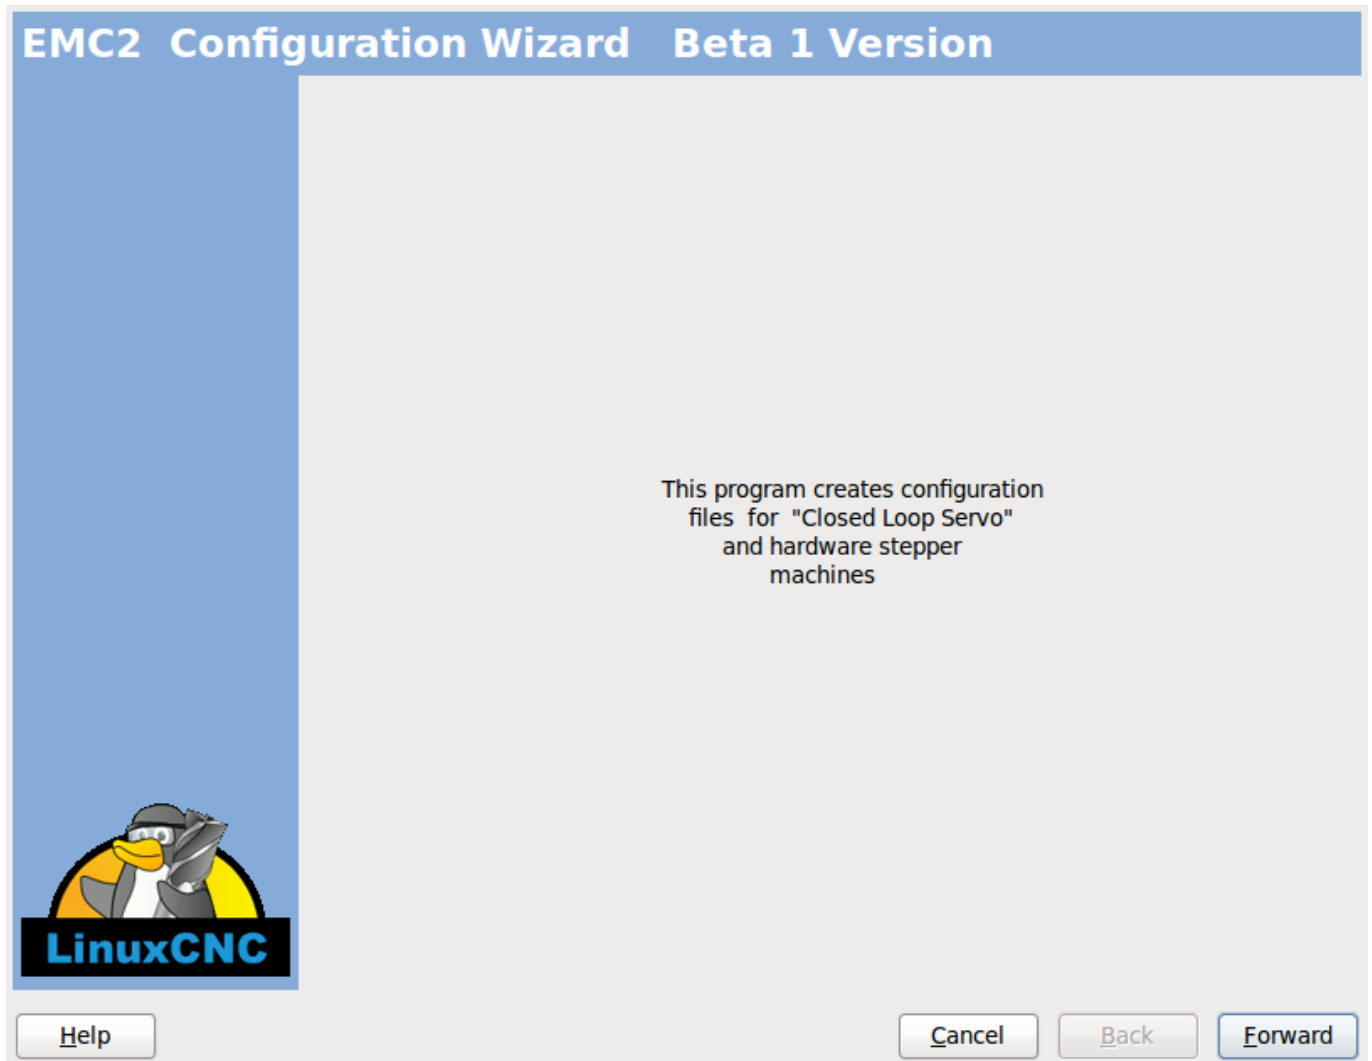 EMC2  Configuration Wizard   Beta 1 Version
This program creates configuration
files  for  "Closed Loop Servo"
and hardware stepper
machines
LinuxCNC
Help
Cancel
Back
Forward